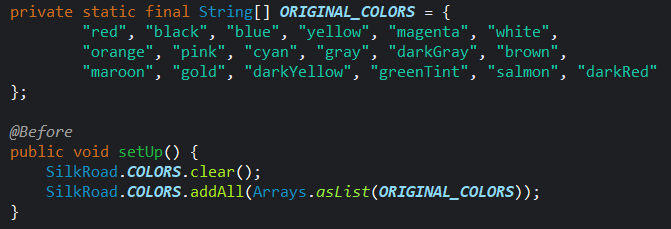 private static final String[] ORIGINAL_COLORS = {
"red", "black", "blue", "yellow", "magenta", "white",
"orange", "pink", "cyan", "gray", "darkGray", "brown",
"maroon", "gold", "darkYellow", "greenTint", "salmon", "darkRed"
};
@Before
public void setUp() {
SilkRoad.COLORS.clear();
SilkRoad.COLORS.addAll(Arrays.asList(ORIGINAL_COLORS));
}